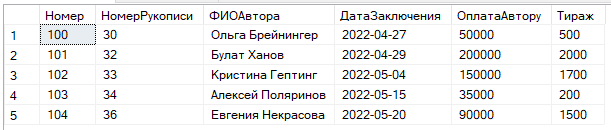 Номер НомерРукописи ФИОАвтора ДатаЗаключения ОплатаАвтору Тираж
1 100 30 Ольга Брейнингер 2022-04-27 50000 500
2 101 32 Булат Ханов 2022-04-29 200000 2000
3 102 33 Кристина Гептинг 2022-05-04 150000 1700
4 103 34 Алексей Поляринов 2022-05-15 35000 200
5 104 36 Евгения Некрасова 2022-05-20 90000 1500